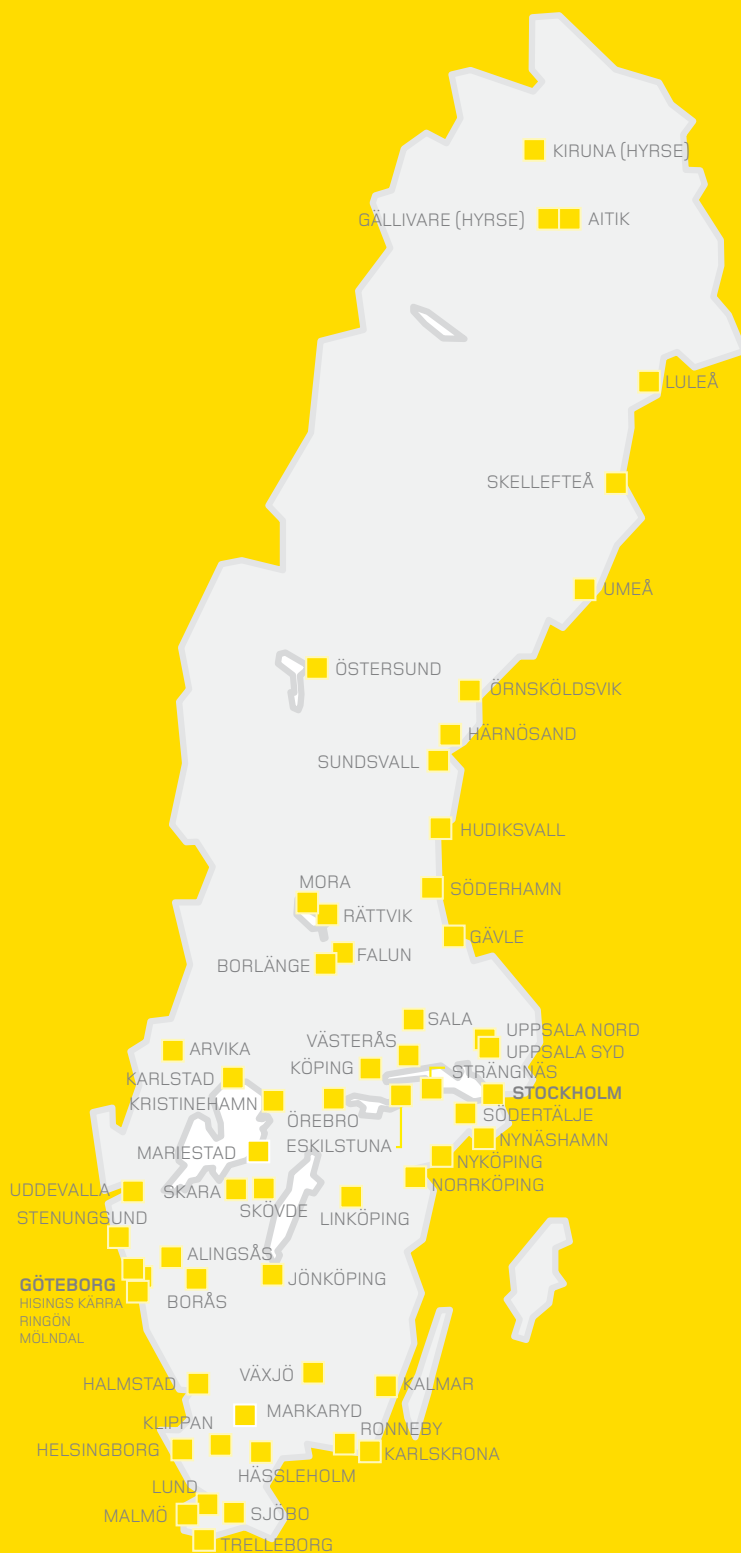 KIRUNA (HYRSE)
GÄLLIVARE (HYRSE)
AITIK
LULEÅ
SKELLEFTEÅ
UMEÅ
ÖSTERSUND
ÖRNSKÖLDSVIK
HÄRNÖSAND
SUNDSVALL
HUDIKSVALL
MORA
SÖDERHAMN
RÄTTVIK
GÄVLE
FALUN
BORLÄNGE
SALA
UPPSALA NORD
VÄSTERÅS
ARVIKA
UPPSALA SYD
KÖPING
STRÄNGNÄS
KARLSTAD
STOCKHOLM
KRISTINEHAMN
SÖDERTÄLJE
ÖREBRO
NYNÄSHAMN
ESKILSTUNA
MARIESTAD
NYKÖPING
NORRKÖPING
UDDEVALLA
SKARA
SKÖVDE
STENUNGSUND
LINKÖPING
ALINGSÅS
JÖNKÖPING
GÖTEBORG
BORÅS
HISINGS KÄRRA
RINGÖN
MÖLNDAL
VÄXJÖ
HALMSTAD
KALMAR
MARKARYD
KLIPPAN
RONNEBY
HELSINGBORG
KARLSKRONA
HÄSSLEHOLM
LUND
SJÖBO
MALMÖ
TRELLEBORG